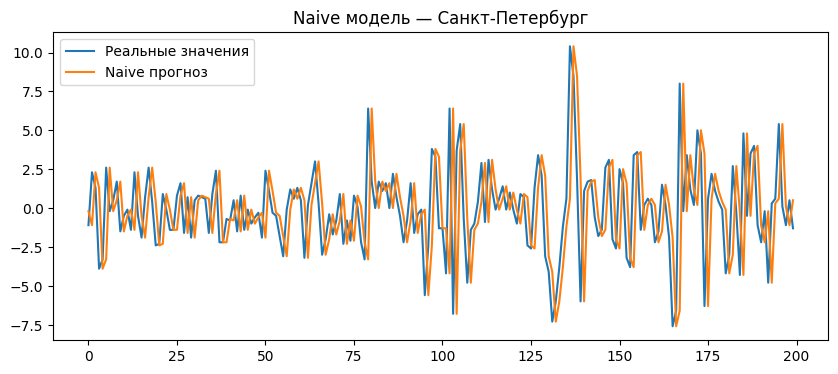 Naive модель — Санкт-Петербург
Реальные значения
Naive прогноз
10.0
7.5
5.0
2.5
0.0
−2.5
−5.0
−7.5
0 25 50 75 100 125 150 175 200